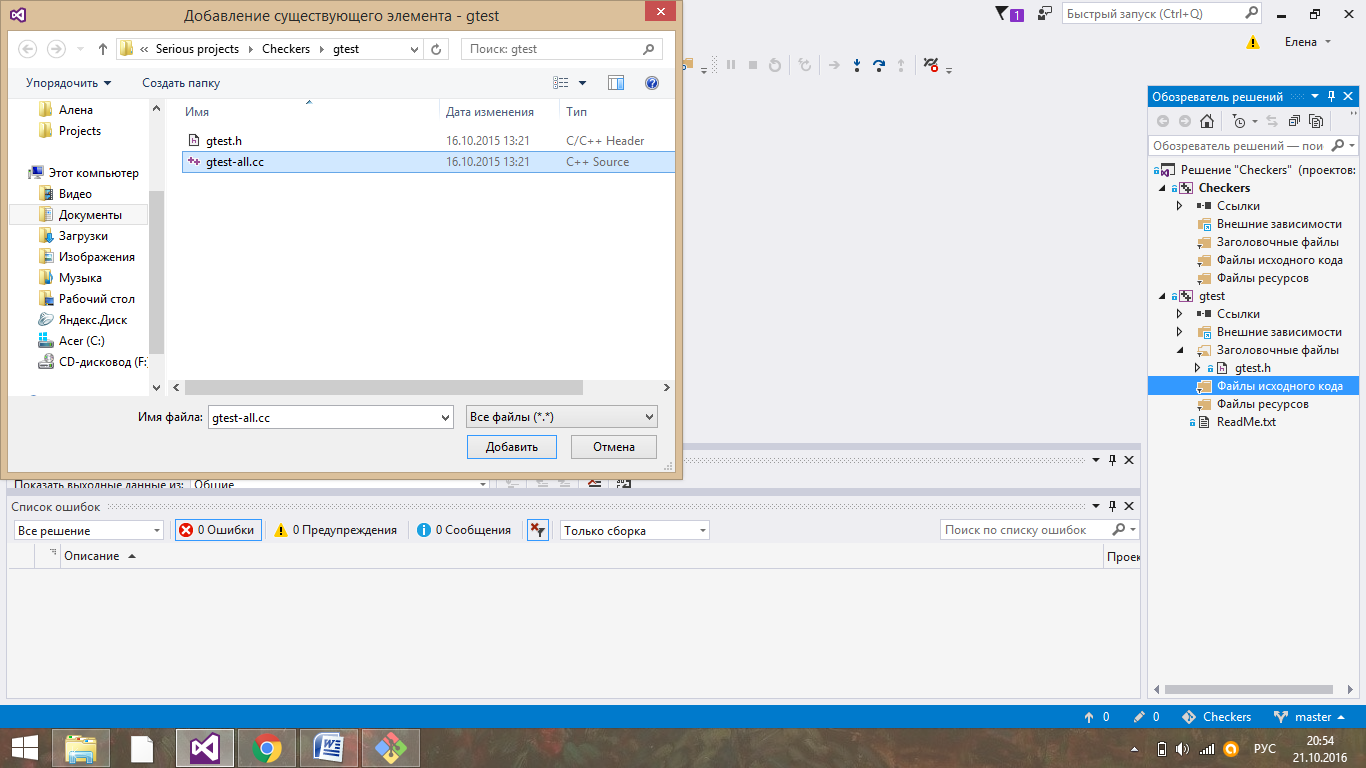 Добавление существующего элемента - gtest
« Serious projects Checkers gtest
Поиск: gtest
Упорядочить
Создать папку
Алена
Projects
Этот компьютер
Видео
Документы
Загрузки
Изображения
Музыка
Рабочий стол
Яндекс.Диск
Acer (C:)
CD-дисковод (F:
Имя Дата изменения Тип
gtest.h 16.10.2015 13:21 C/C++ Header
gtest-all.cc 16.10.2015 13:21 C++ Source
Имя файла: gtest-all.cc Все файлы (*.*)
Добавить Отмена
1
Быстрый запуск (Ctrl+Q)
Елена
Обозреватель решений
Обозреватель решений — пои
Решение "Checkers" (проектов:
Checkers
Ссылки
Внешние зависимости
Заголовочные файлы
Файлы исходного кода
Файлы ресурсов
gtest
Ссылки
Внешние зависимости
Заголовочные файлы
gtest.h
Файлы исходного кода
Файлы ресурсов
ReadMe.txt
Показать выходные данные из: Общие
Список ошибок
Все решение
0 Ошибки
0 Предупреждения
0 Сообщения
Только сборка
Поиск по списку ошибок
Описание
Проек
0 0 Checkers master
РУС
20:54
21.10.2016